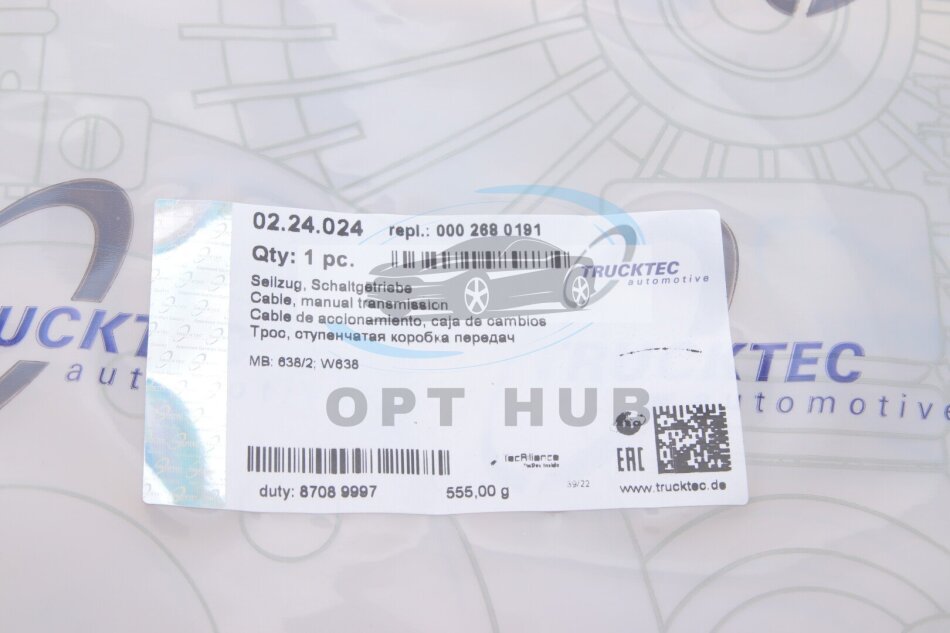 TRUCKTEC
02.24.024 repl.: 000 268 0191
Qty: 1 pc.
TRUCKTEC
automotive
Seilzug, Schaltgetriebe
Cable, manual transmission
Cable de accionamiento, caja de cambios
Трос, ступенчатая коробка передач
MB: 638/2; W638
UCKTEC
TRUCKTEC
automotive
OPT HUB
TecAlliance
EAC
duty: 8708 9997 555,00 g 39/22 www.trucktec.de